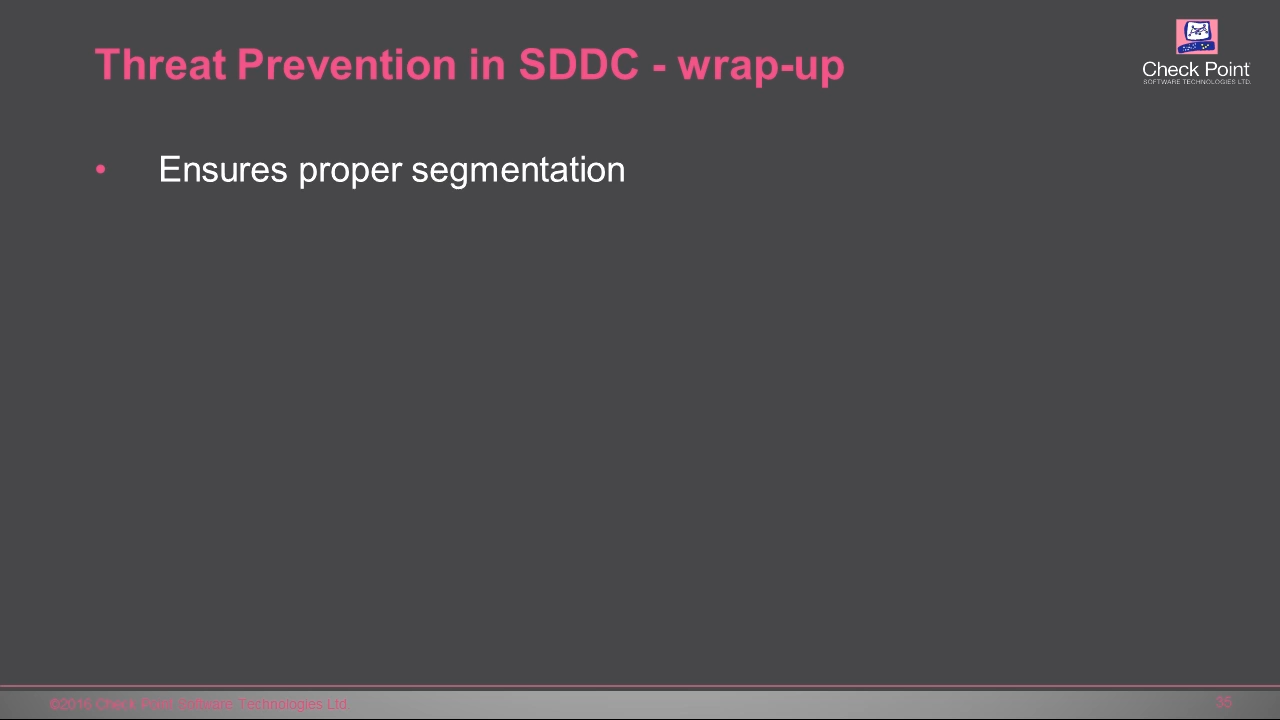 Threat Prevention in SDDC - wrap-up
Check Point
SOFTWARE TECHNOLOGIES LTD.
• Ensures proper segmentation
©2016 Check Point Software Technologies Ltd. 35